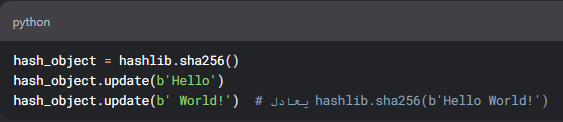 python
hash_object = hashlib.sha256()
hash_object.update(b'Hello')
hash_object.update(b' World!')  # يعادل hashlib.sha256(b'Hello World!')